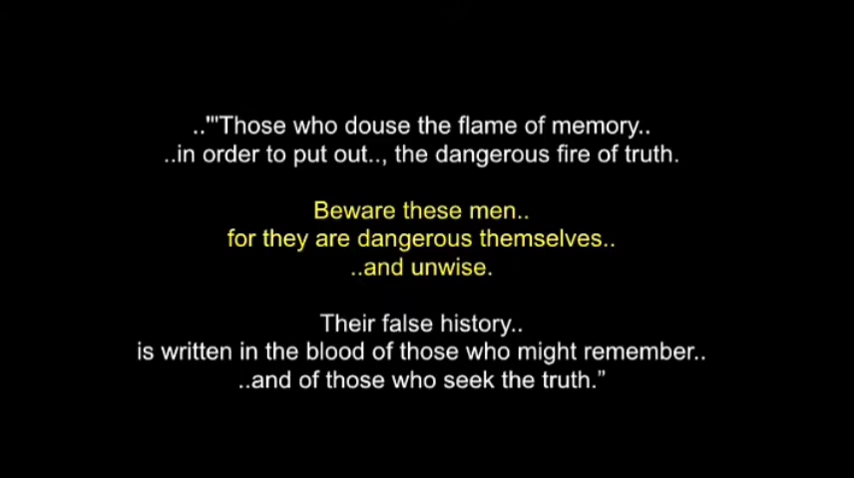 .."'Those who douse the flame of memory..
..in order to put out.., the dangerous fire of truth.
Beware these men..
for they are dangerous themselves..
..and unwise.
Their false history..
is written in the blood of those who might remember..
..and of those who seek the truth.”